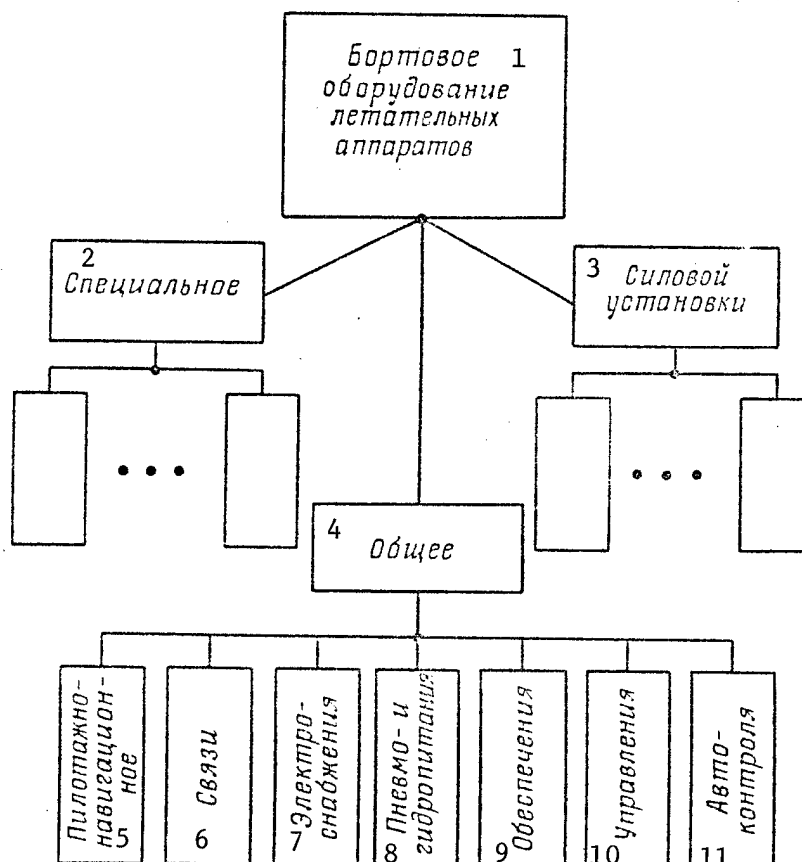 Бортовое 1
оборудование
летательных
аппаратов
2
Специальное
3 Силовой
установки
4
Общее
Пилотажно-
навигацион-
ное 5
Связи
6
Электро-
снабжения
7
Пневмо- и
гидропитания
8
Обеспечения
9
Управления
10
Авто-
контроля
11